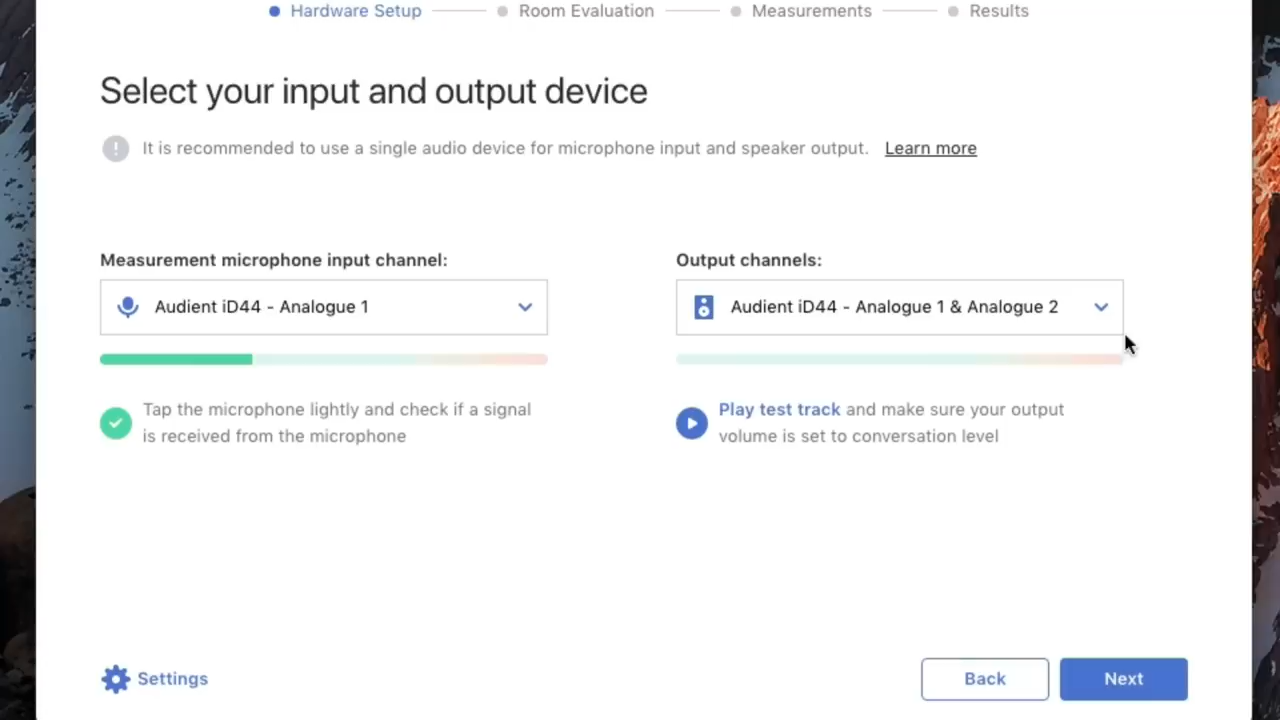 Hardware Setup
Room Evaluation
Measurements
Results
Select your input and output device
It is recommended to use a single audio device for microphone input and speaker output. Learn more
Measurement microphone input channel:
Audient iD44 - Analogue 1
Tap the microphone lightly and check if a signal
is received from the microphone
Output channels:
Audient iD44 - Analogue 1 & Analogue 2
Play test track and make sure your output
volume is set to conversation level
Settings
Back
Next